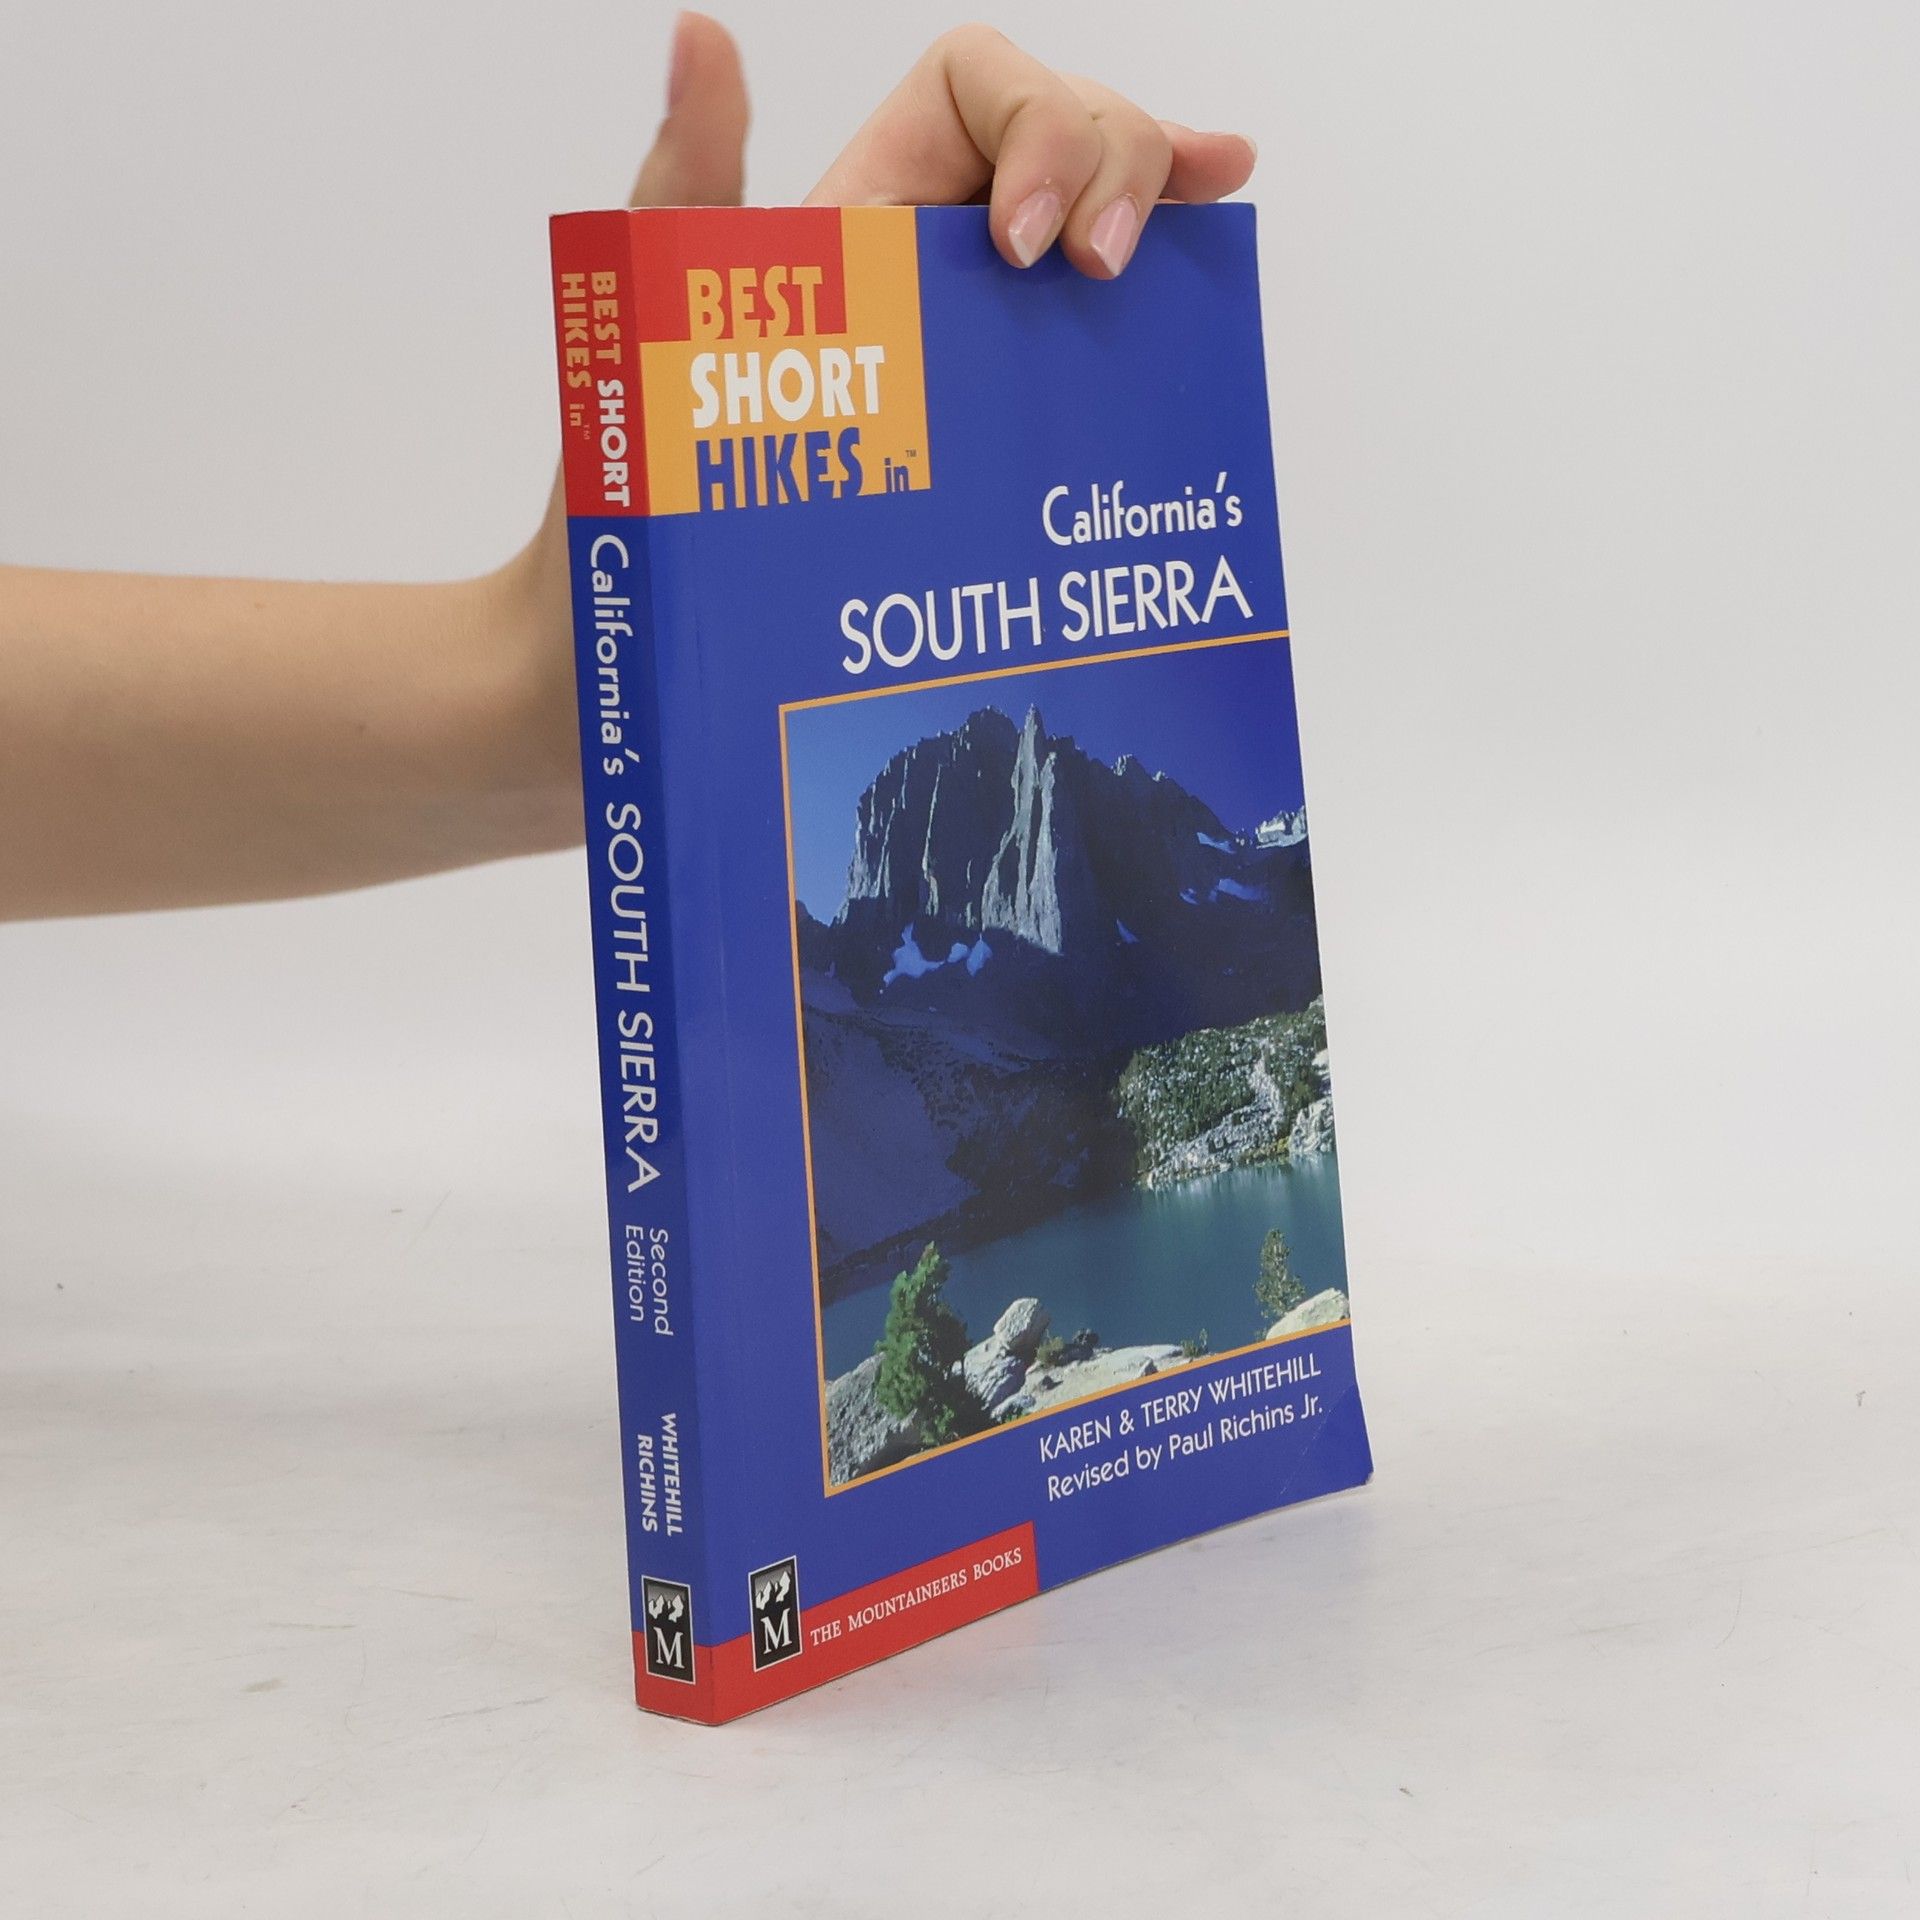 BEST SHORT
HIKES in™
California's SOUTH SIERRA
Second
Edition
WHITEHILL
RICHINS
M
BEST
SHORT
HIKES in™
California's
SOUTH SIERRA
KAREN & TERRY WHITEHILL
Revised by Paul Richins Jr.
M
THE MOUNTAINEERS BOOKS